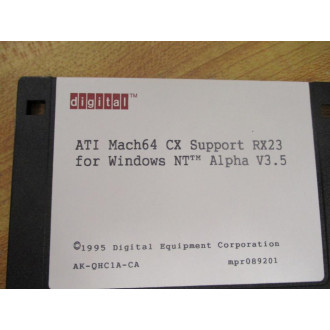 digital™
ATI Mach64 CX Support RX23
for Windows NT™ Alpha V3.5
©1995 Digital Equipment Corporation
AK-QHC1A-CA mpr089201